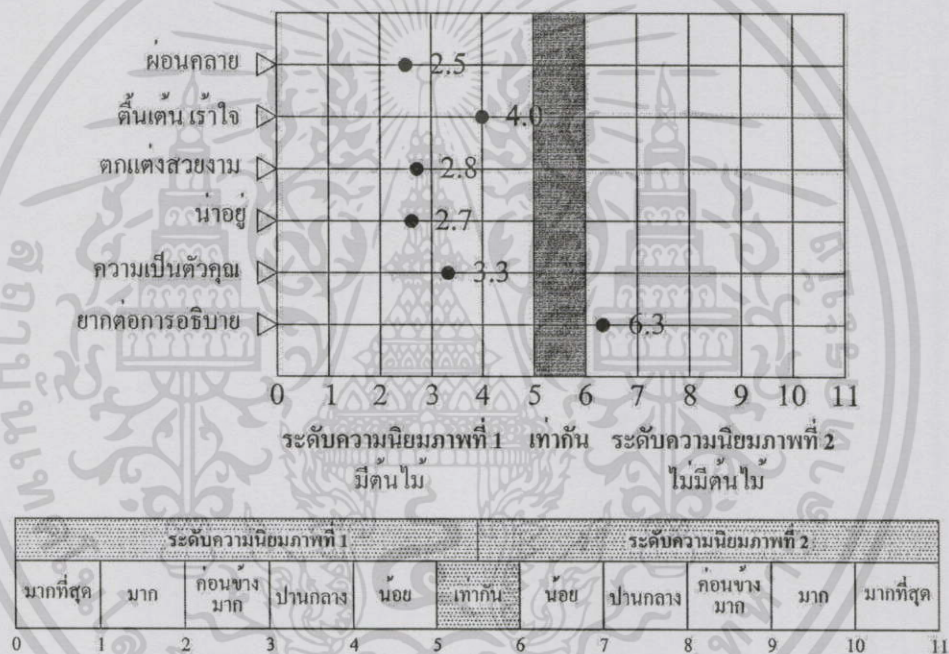 ผ่อนคลาย 2.5
ตื่นเต้น เร้าใจ 4.0
ตกแต่งสวยงาม 2.8
น่าอยู่ 2.7
ความเป็นตัวคุณ 3.3
ยากต่อการอธิบาย 6.3
0 1 2 3 4 5 6 7 8 9 10 11
ระดับความนิยมภาพที่ 1 เท่ากัน ระดับความนิยมภาพที่ 2
มีต้นไม้ ไม่มีต้นไม้
ระดับความนิยมภาพที่ 1 ระดับความนิยมภาพที่ 2
มากที่สุด มาก ค่อนข้างมาก ปานกลาง น้อย เท่ากัน น้อย ปานกลาง ค่อนข้างมาก มาก มากที่สุด
0 1 2 3 4 5 6 7 8 9 10 11